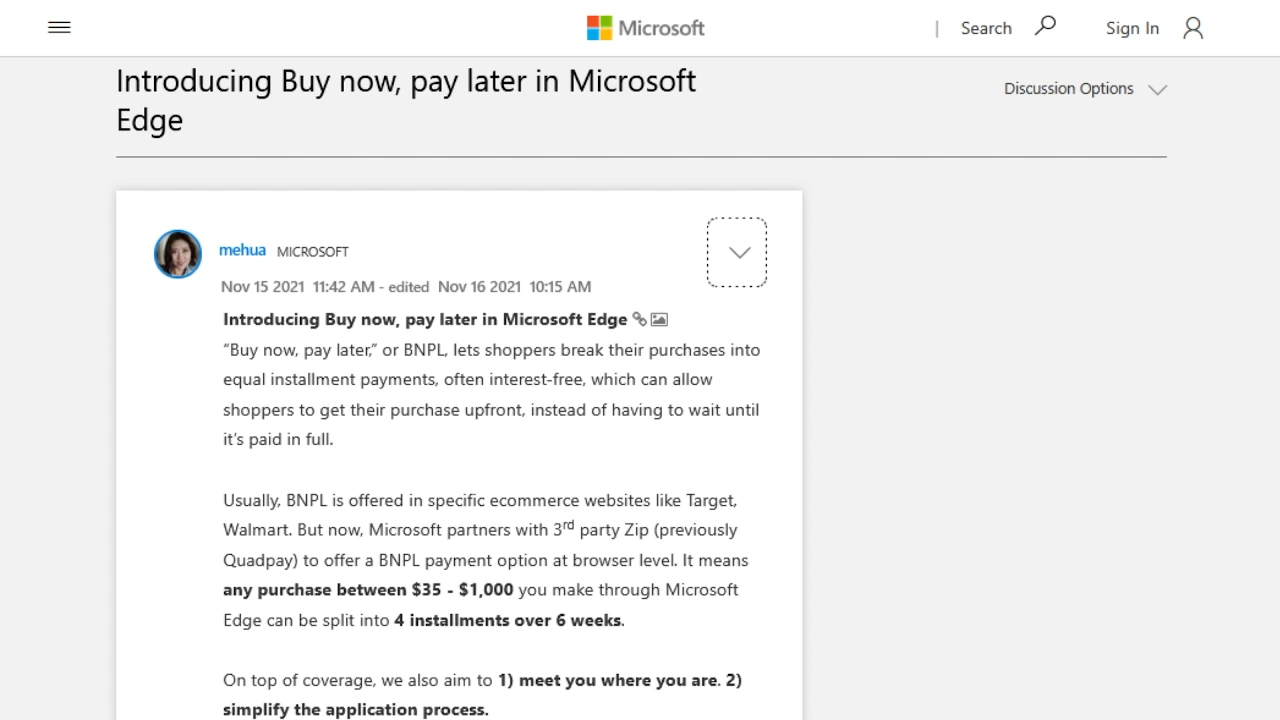 Microsoft
| Search
Sign In
Introducing Buy now, pay later in Microsoft
Edge
Discussion Options
mehua MICROSOFT
Nov 15 2021 11:42 AM - edited Nov 16 2021 10:15 AM
Introducing Buy now, pay later in Microsoft Edge
“Buy now, pay later,” or BNPL, lets shoppers break their purchases into
equal installment payments, often interest-free, which can allow
shoppers to get their purchase upfront, instead of having to wait until
it’s paid in full.
Usually, BNPL is offered in specific ecommerce websites like Target,
Walmart. But now, Microsoft partners with 3rd party Zip (previously
Quadpay) to offer a BNPL payment option at browser level. It means
any purchase between $35 - $1,000 you make through Microsoft
Edge can be split into 4 installments over 6 weeks.
On top of coverage, we also aim to 1) meet you where you are. 2)
simplify the application process.